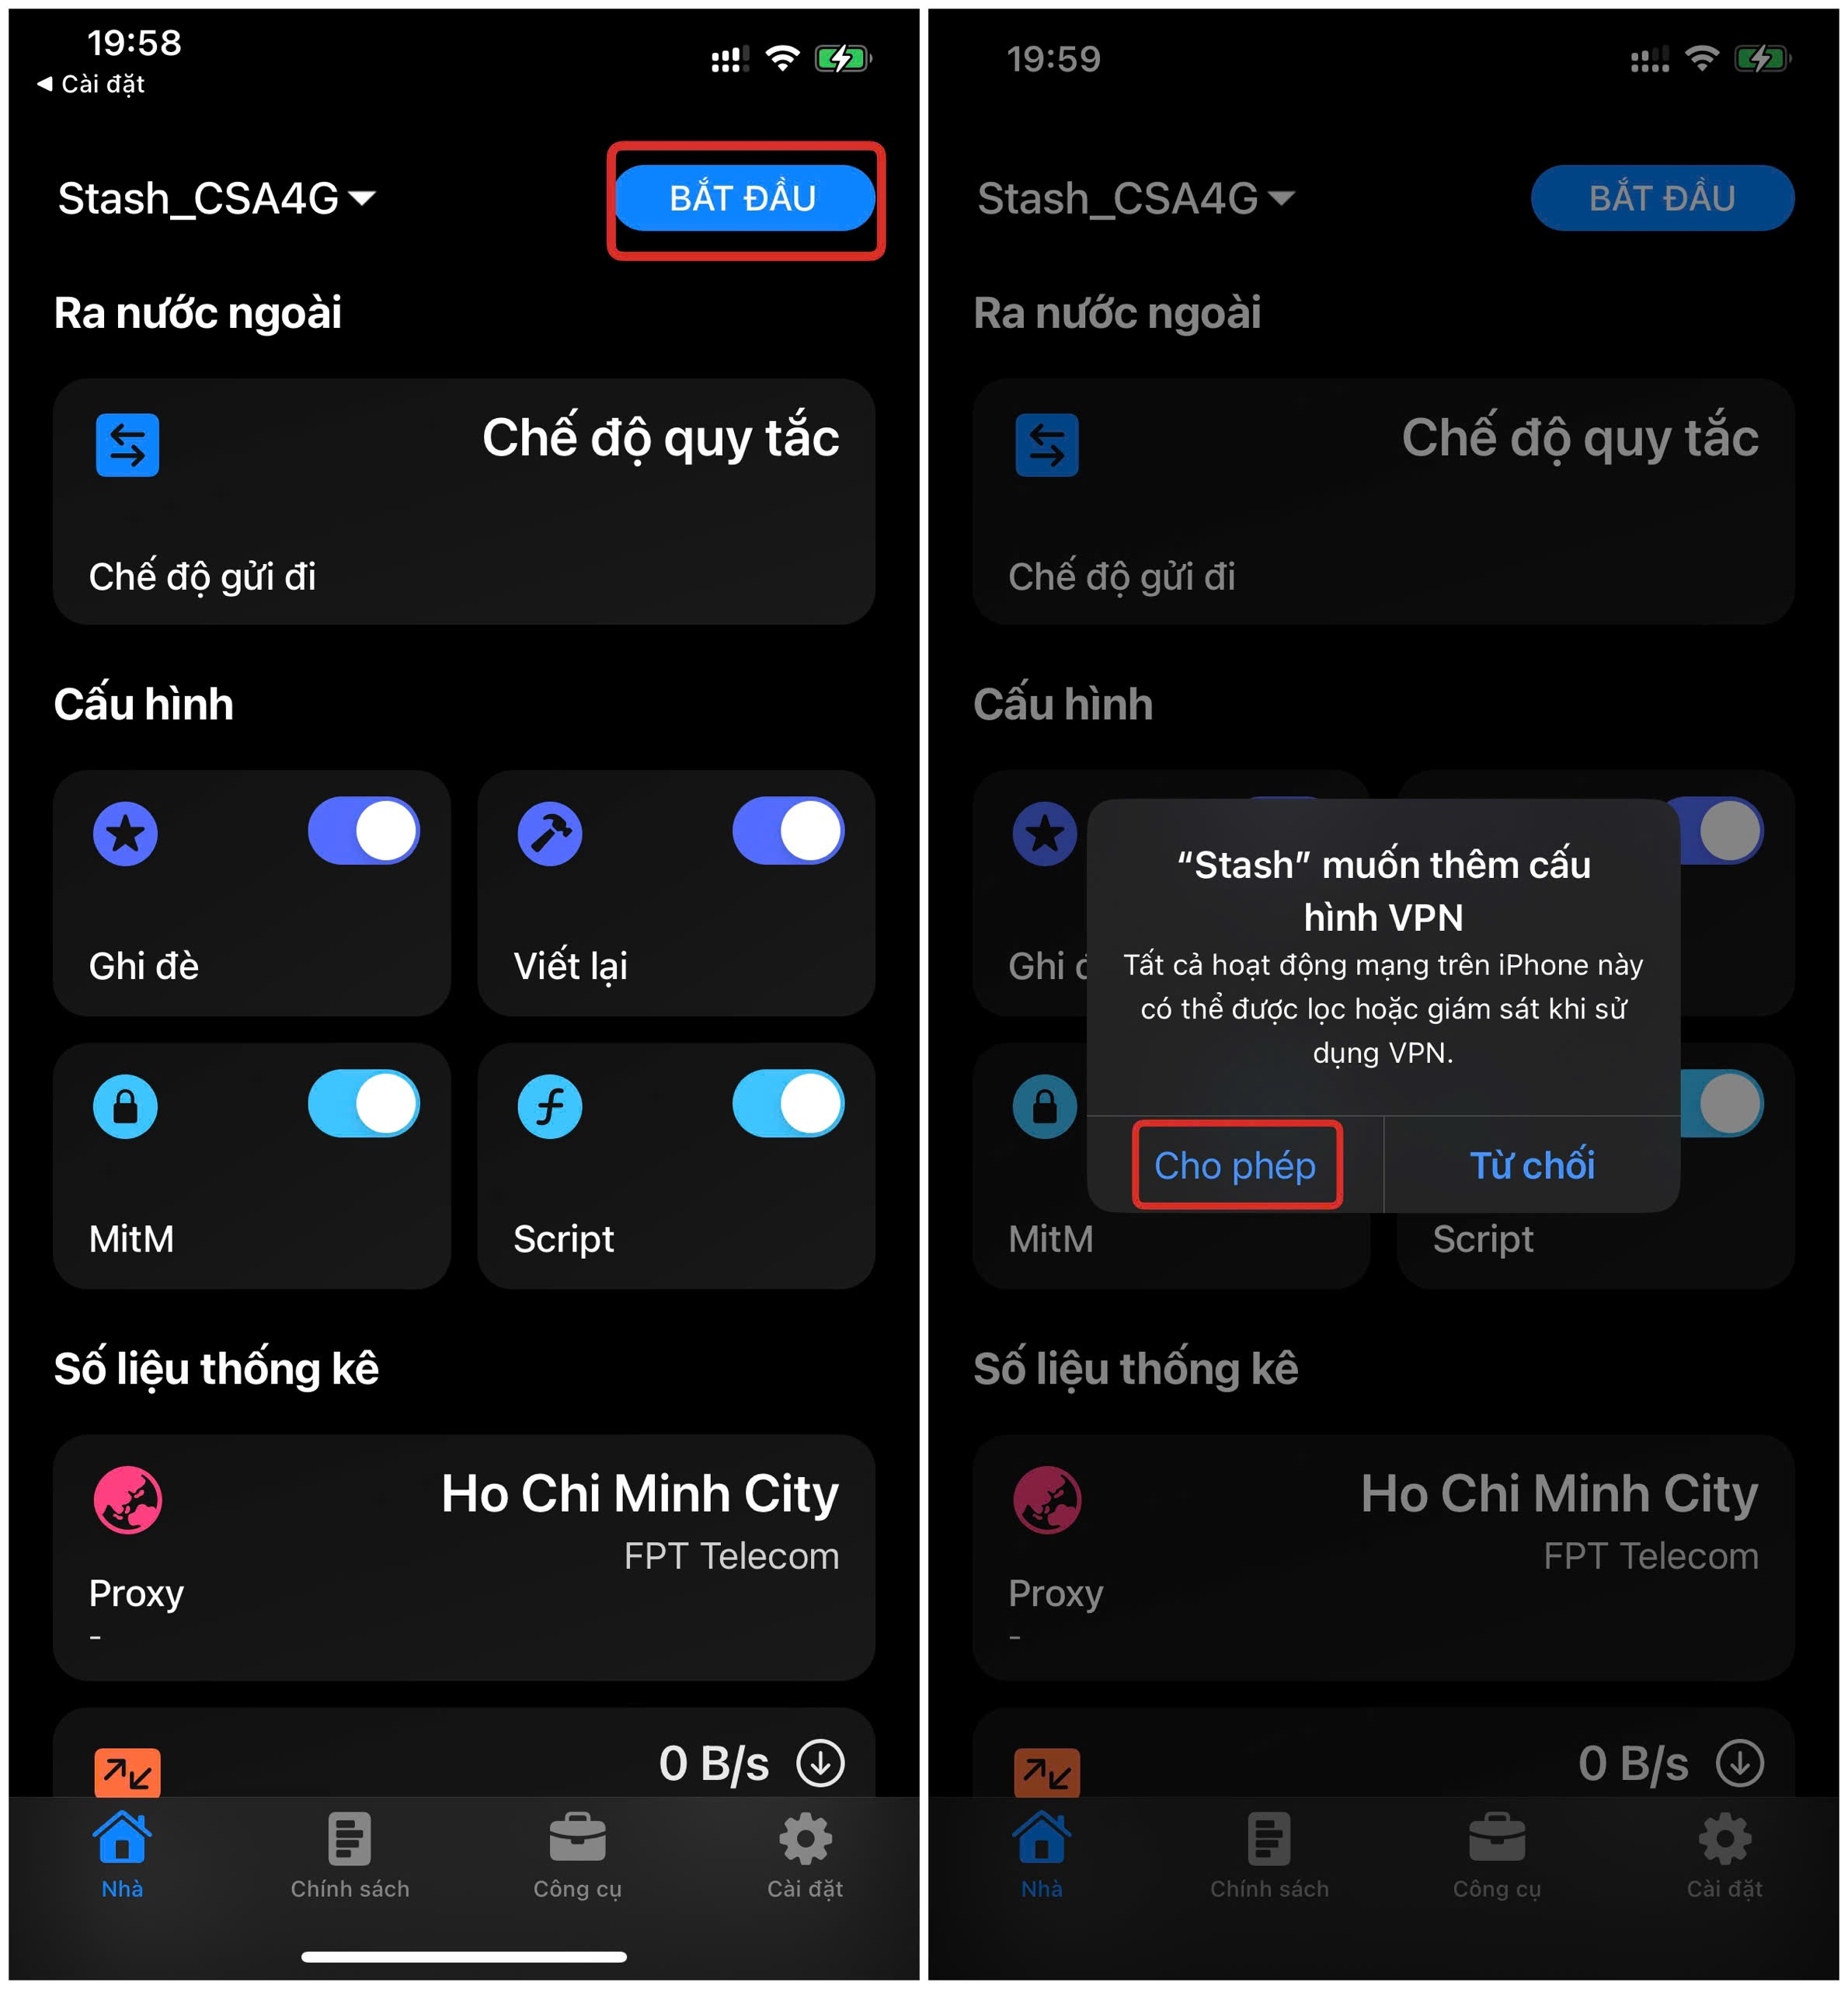 19:58
Cài đặt
Stash_CSA4G
BẮT ĐẦU
Ra nước ngoài
Chế độ quy tắc
Chế độ gửi đi
Cấu hình
Ghi đè
Viết lại
MitM
Script
Số liệu thống kê
Ho Chi Minh City
FPT Telecom
Proxy
-
0 B/s
Nhà
Chính sách
Công cụ
Cài đặt
19:59
Stash_CSA4G
BẮT ĐẦU
Ra nước ngoài
Chế độ quy tắc
Chế độ gửi đi
Cấu hình
“Stash” muốn thêm cấu
hình VPN
Tất cả hoạt động mạng trên iPhone này
có thể được lọc hoặc giám sát khi sử
dụng VPN.
Cho phép
Từ chối
Ghi
MitM
Script
Số liệu thống kê
Ho Chi Minh City
FPT Telecom
Proxy
-
0 B/s
Nhà
Chính sách
Công cụ
Cài đặt